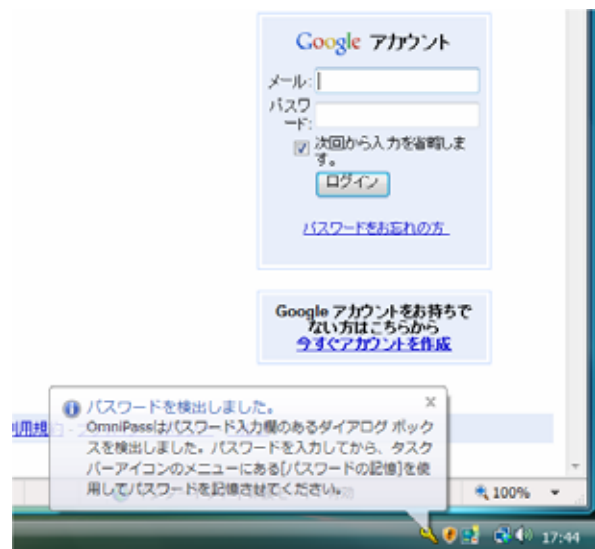 Google アカウント
メール:
パスワ
ード:
次回から入力を省略しま
す。
ログイン
パスワードをお忘れの方
Google アカウントをお持ちで
ない方はこちらから
今すぐアカウントを作成
パスワードを検出しました。
利用規
OmniPassはパスワード入力欄のあるダイアログ ボック
スを検出しました。パスワードを入力してから、タスク
バーアイコンのメニューにある[パスワードの記憶]を使
用してパスワードを記憶させてください。
100%
17:44